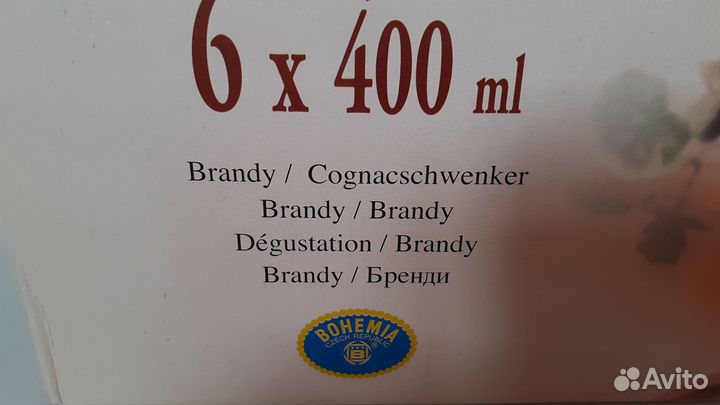 6 x 400 ml
Brandy / Cognacschwenker
Brandy / Brandy
Dégustation / Brandy
Brandy / Бренди
BOHEMIA
CZECH REPUBLIC
B
Avito